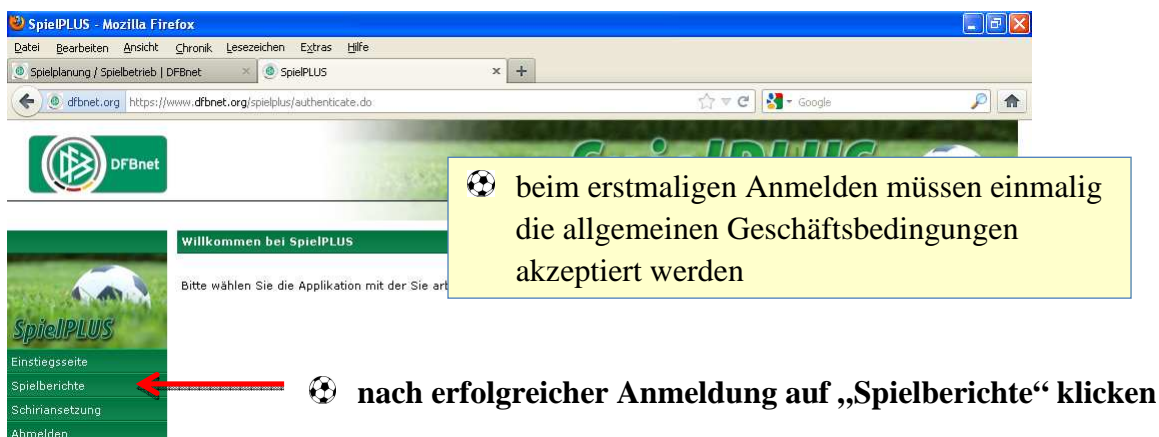 SpielPLUS - Mozilla Firefox
Datei Bearbeiten Ansicht Chronik Lesezeichen Extras Hilfe
Spielplanung / Spielbetrieb | DFBnet SpielPLUS
dfbnet.org https://www.dfbnet.org/spielplus/authenticate.do Google
DFBnet
SpielPLUS
beim erstmaligen Anmelden müssen einmalig
die allgemeinen Geschäftsbedingungen
akzeptiert werden
Willkommen bei SpielPLUS
Bitte wählen Sie die Applikation mit der Sie
SpielPLUS
Einstiegsseite
Spielberichte
nach erfolgreicher Anmeldung auf „Spielberichte“ klicken
Schiriansetzung
Abmelden